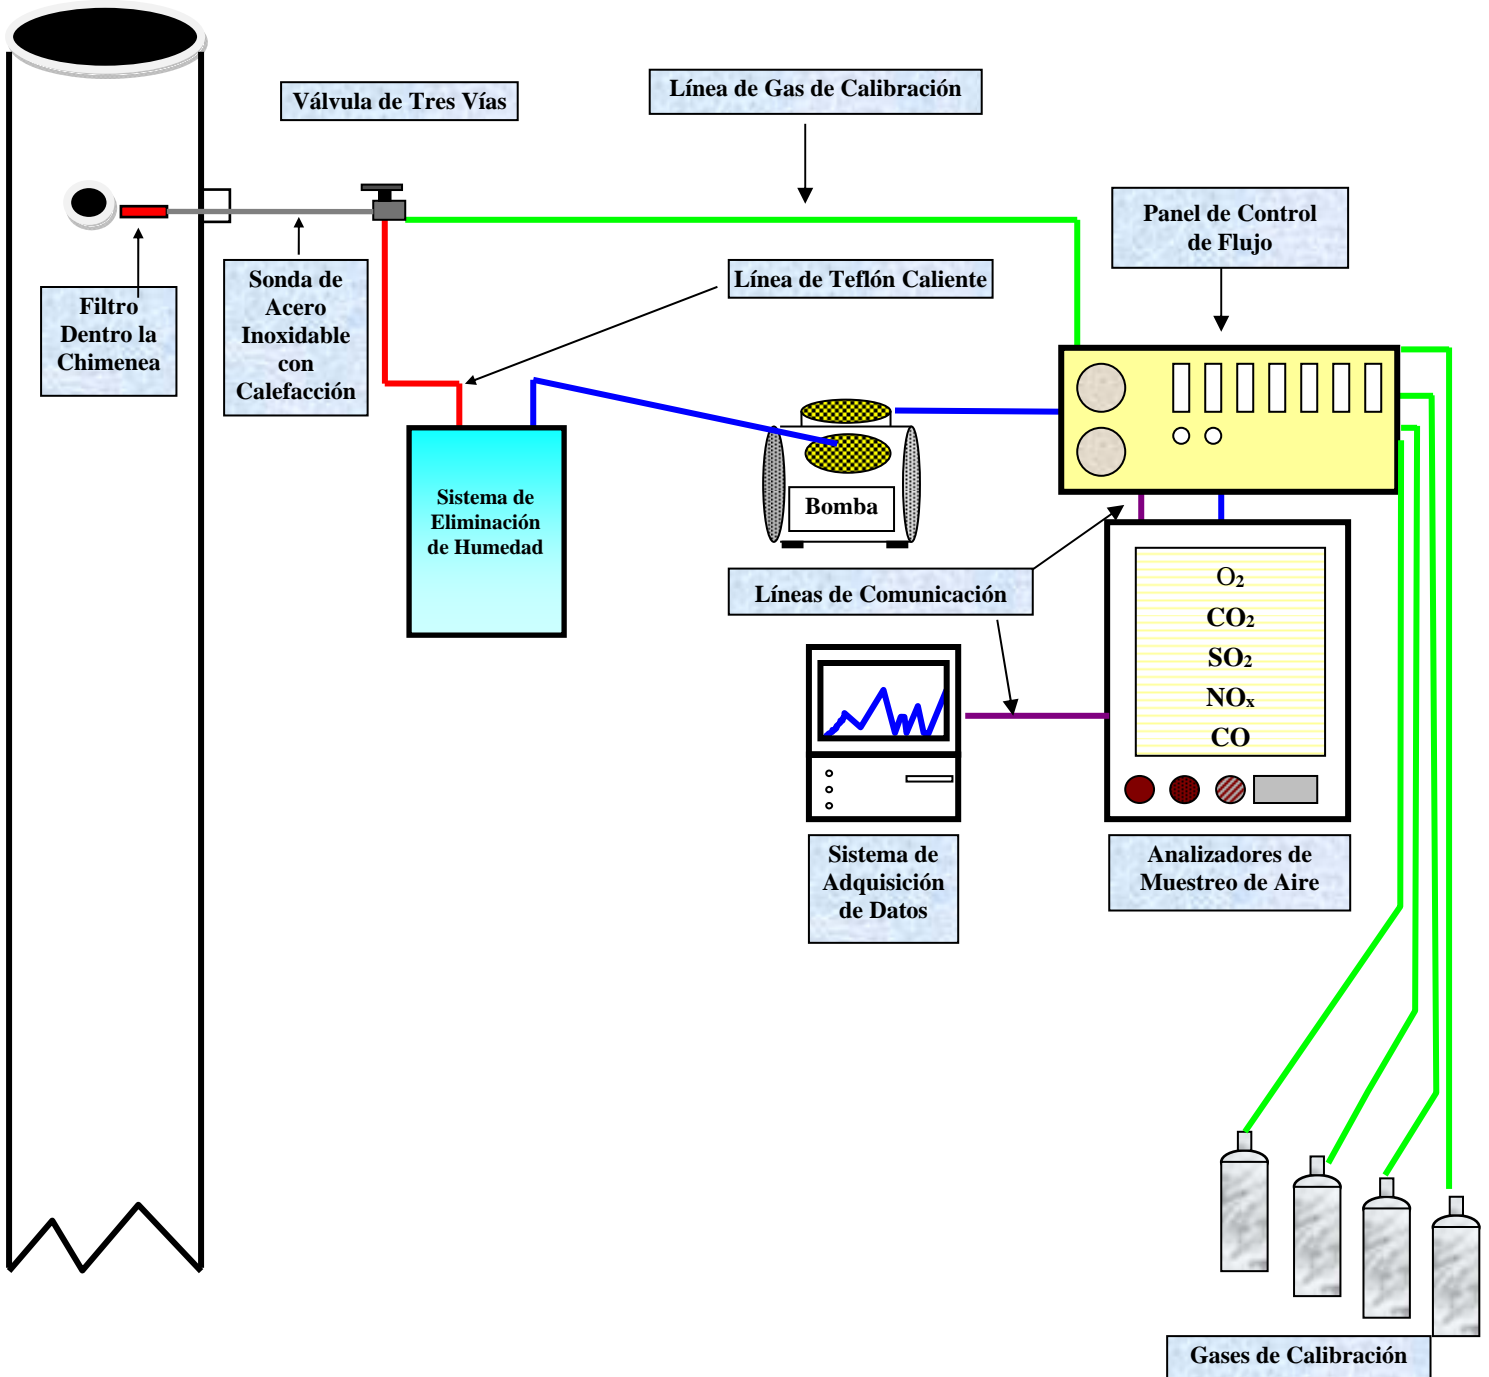 Válvula de Tres Vías
Línea de Gas de Calibración
Panel de Control
de Flujo
Línea de Teflón Caliente
Filtro
Dentro la
Chimenea
Sonda de
Acero
Inoxidable
con
Calefacción
Sistema de
Eliminación
de Humedad
Bomba
Líneas de Comunicación
O₂
CO₂
SO₂
NOₓ
CO
Sistema de
Adquisición
de Datos
Analizadores de
Muestreo de Aire
Gases de Calibración